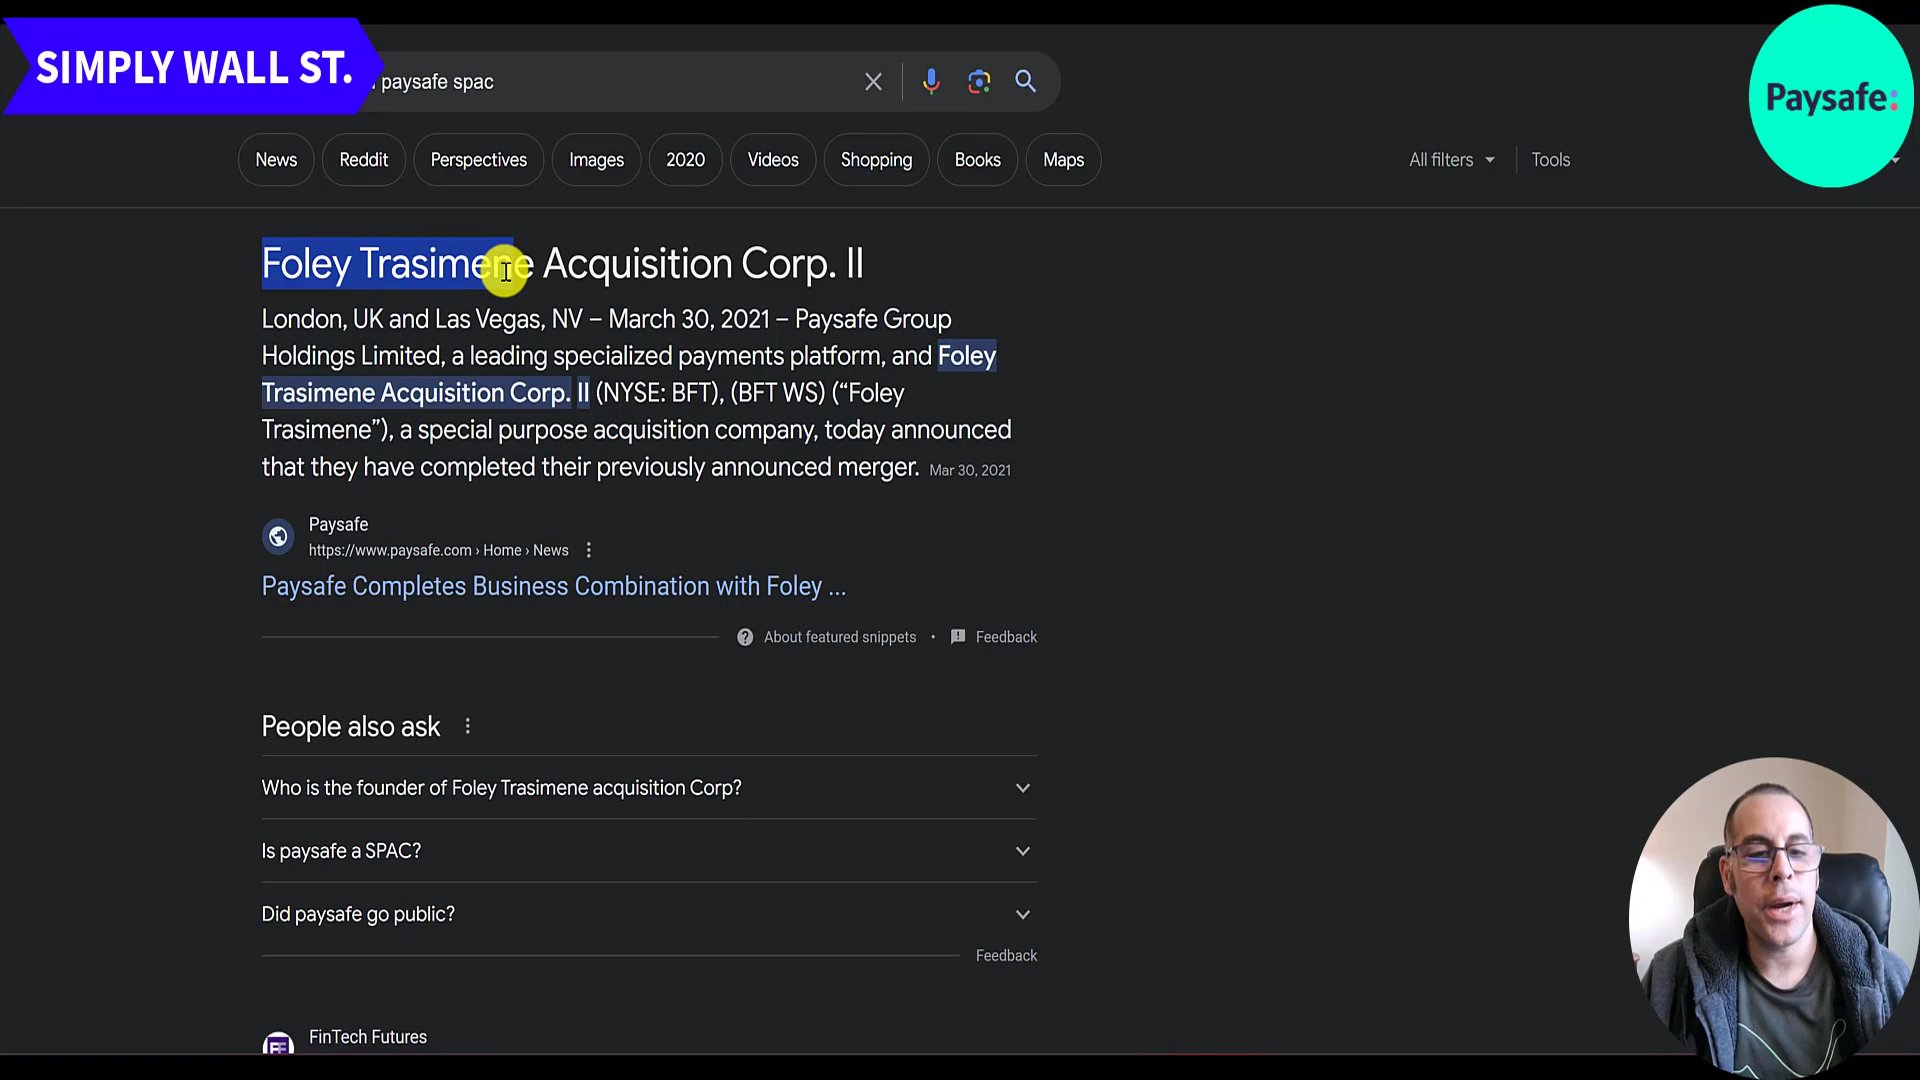 SIMPLY WALL ST.
paysafe spac
Paysafe:
News
Reddit
Perspectives
Images
2020
Videos
Shopping
Books
Maps
All filters
Tools
Foley Trasimene Acquisition Corp. II
London, UK and Las Vegas, NV – March 30, 2021 – Paysafe Group
Holdings Limited, a leading specialized payments platform, and Foley
Trasimene Acquisition Corp. II (NYSE: BFT), (BFT WS) (“Foley
Trasimene”), a special purpose acquisition company, today announced
that they have completed their previously announced merger. Mar 30, 2021
Paysafe
https://www.paysafe.com › Home › News
Paysafe Completes Business Combination with Foley ...
About featured snippets • Feedback
People also ask
Who is the founder of Foley Trasimene acquisition Corp?
Is paysafe a SPAC?
Did paysafe go public?
Feedback
FinTech Futures